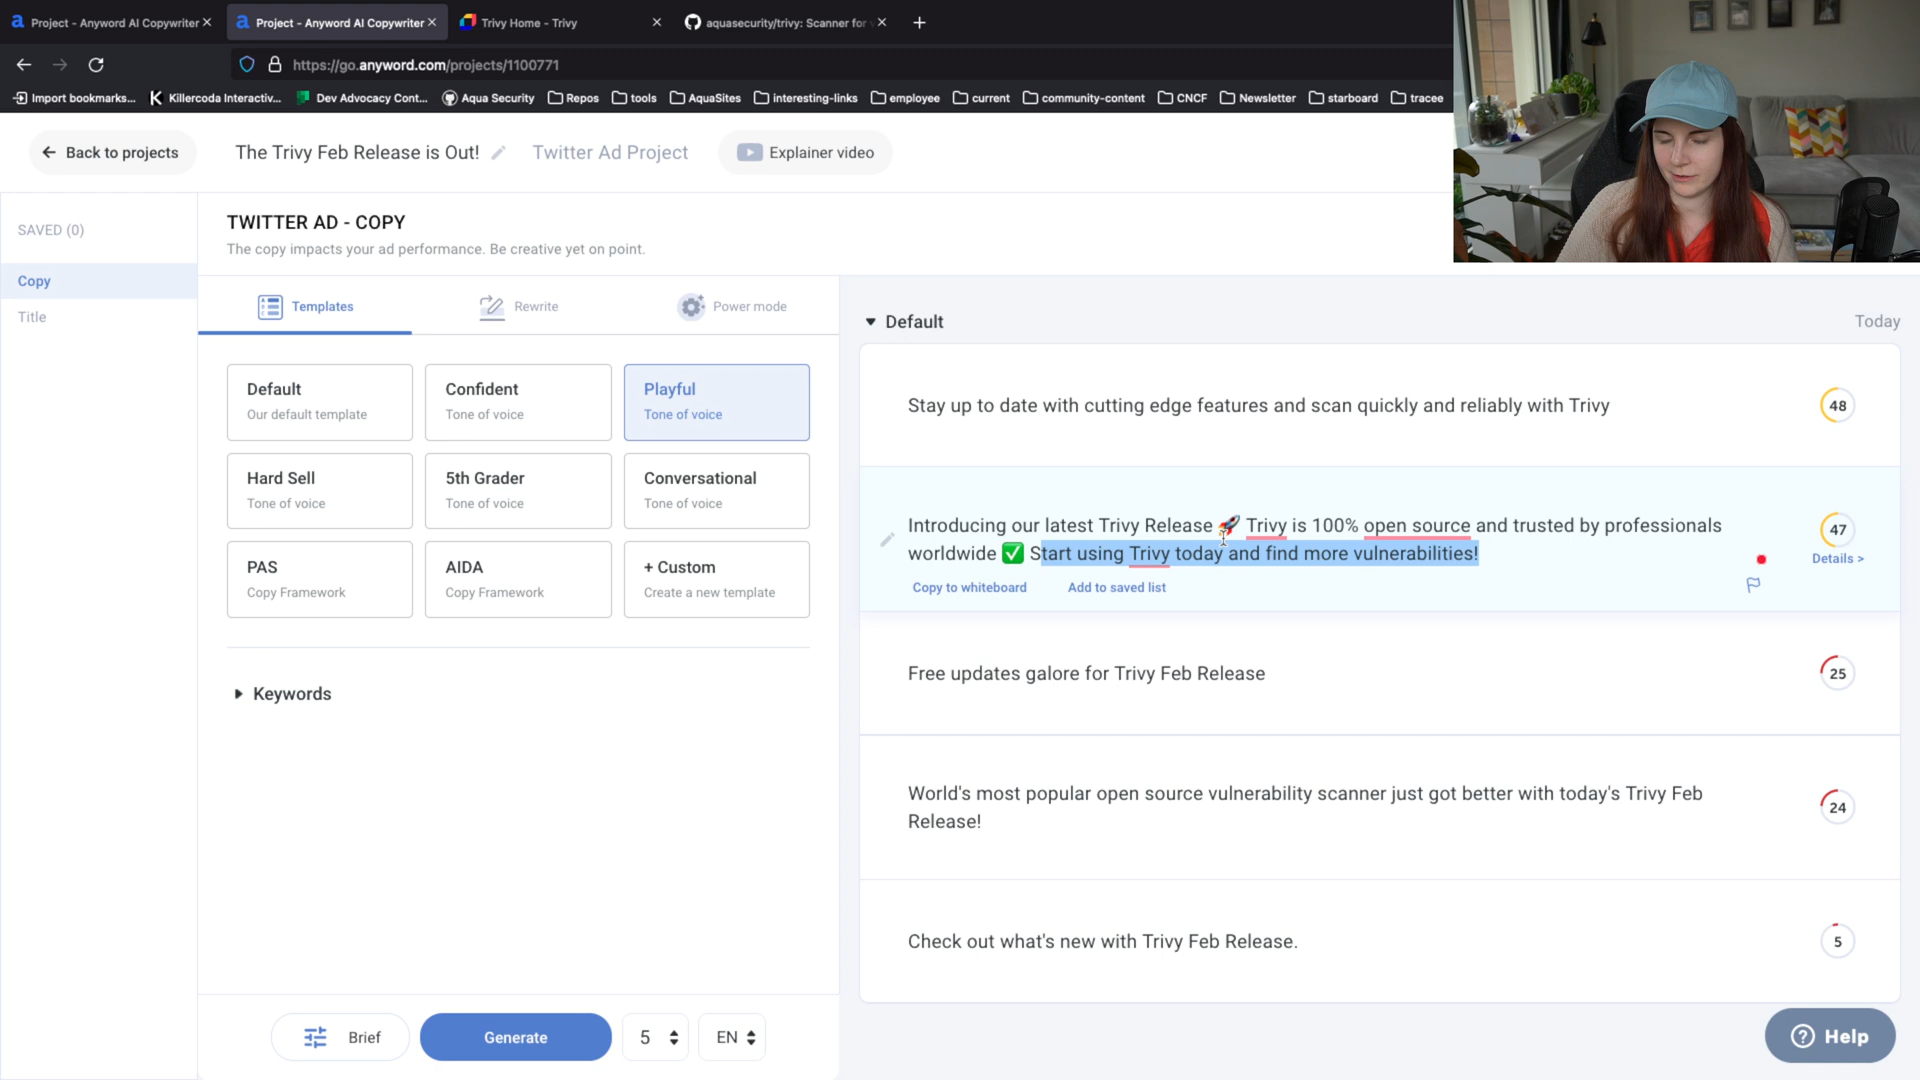 Project - Anyword AI Copywriter
Project - Anyword AI Copywriter
Trivy Home - Trivy
aquasecurity/trivy: Scanner for
https://go.anyword.com/projects/1100771
Import bookmarks...
Killercoda Interactiv...
Dev Advocacy Cont...
Aqua Security
Repos
tools
AquaSites
interesting-links
employee
current
community-content
CNCF
Newsletter
starboard
tracee
Back to projects
The Trivy Feb Release is Out!
Twitter Ad Project
Explainer video
SAVED (0)
Copy
Title
TWITTER AD - COPY
The copy impacts your ad performance. Be creative yet on point.
Templates
Rewrite
Power mode
Default
Our default template
Confident
Tone of voice
Playful
Tone of voice
Hard Sell
Tone of voice
5th Grader
Tone of voice
Conversational
Tone of voice
PAS
Copy Framework
AIDA
Copy Framework
+ Custom
Create a new template
Keywords
Brief
Generate
5
EN
Default
Today
Stay up to date with cutting edge features and scan quickly and reliably with Trivy
48
Introducing our latest Trivy Release 🚀 Trivy is 100% open source and trusted by professionals
worldwide ✅ Start using Trivy today and find more vulnerabilities!
47
Details >
Copy to whiteboard
Add to saved list
Free updates galore for Trivy Feb Release
25
World's most popular open source vulnerability scanner just got better with today's Trivy Feb
Release!
24
Check out what's new with Trivy Feb Release.
5
Help